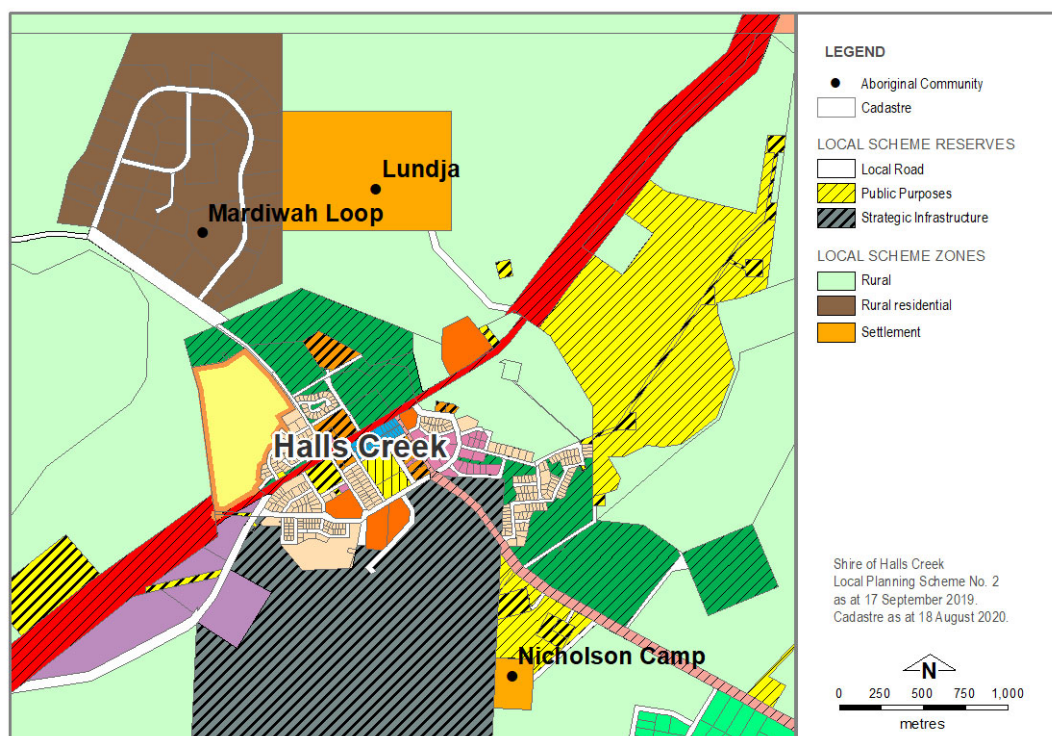 Lundja
Mardiwah Loop
Halls Creek
Nicholson Camp
LEGEND
Aboriginal Community
Cadastre
LOCAL SCHEME RESERVES
Local Road
Public Purposes
Strategic Infrastructure
LOCAL SCHEME ZONES
Rural
Rural residential
Settlement
Shire of Halls Creek
Local Planning Scheme No. 2
as at 17 September 2019.
Cadastre as at 18 August 2020.
N
0 250 500 750 1,000
metres